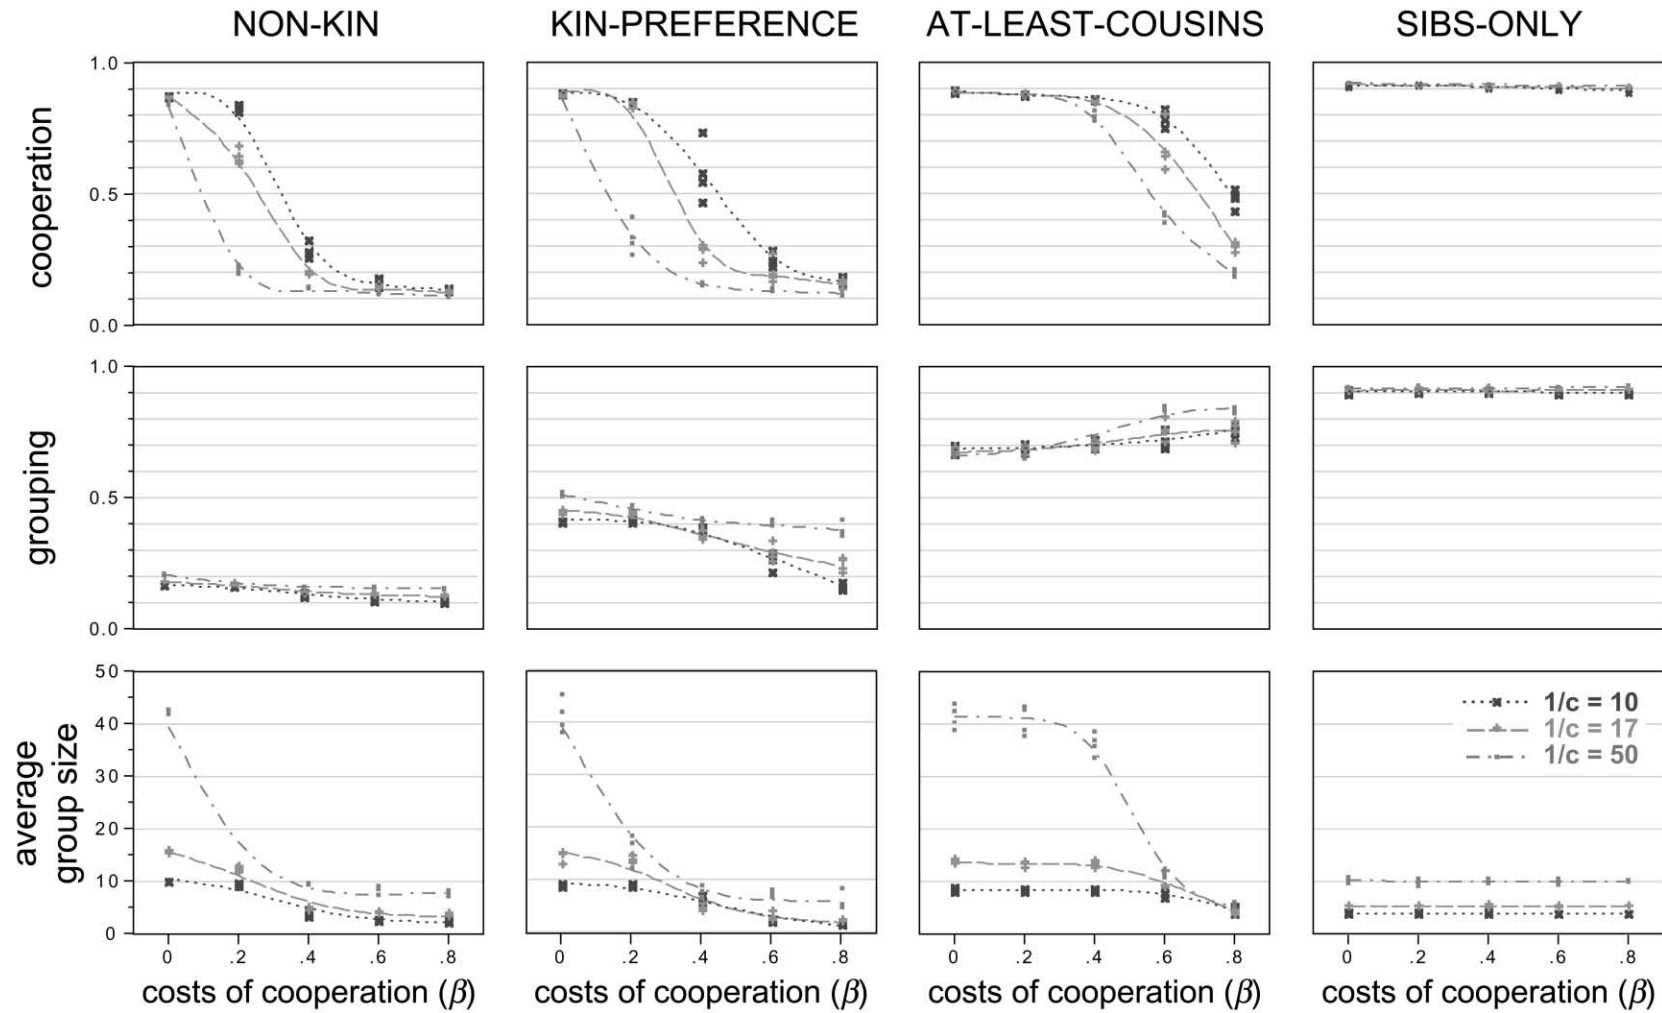 NON-KIN KIN-PREFERENCE AT-LEAST-COUSINS SIBS-ONLY
cooperation
1.0
0.5
0.0
grouping
1.0
0.5
0.0
average
group size
50
40
30
20
10
0
1/c = 10
1/c = 17
1/c = 50
0 .2 .4 .6 .8 0 .2 .4 .6 .8 0 .2 .4 .6 .8 0 .2 .4 .6 .8
costs of cooperation (β) costs of cooperation (β) costs of cooperation (β) costs of cooperation (β)